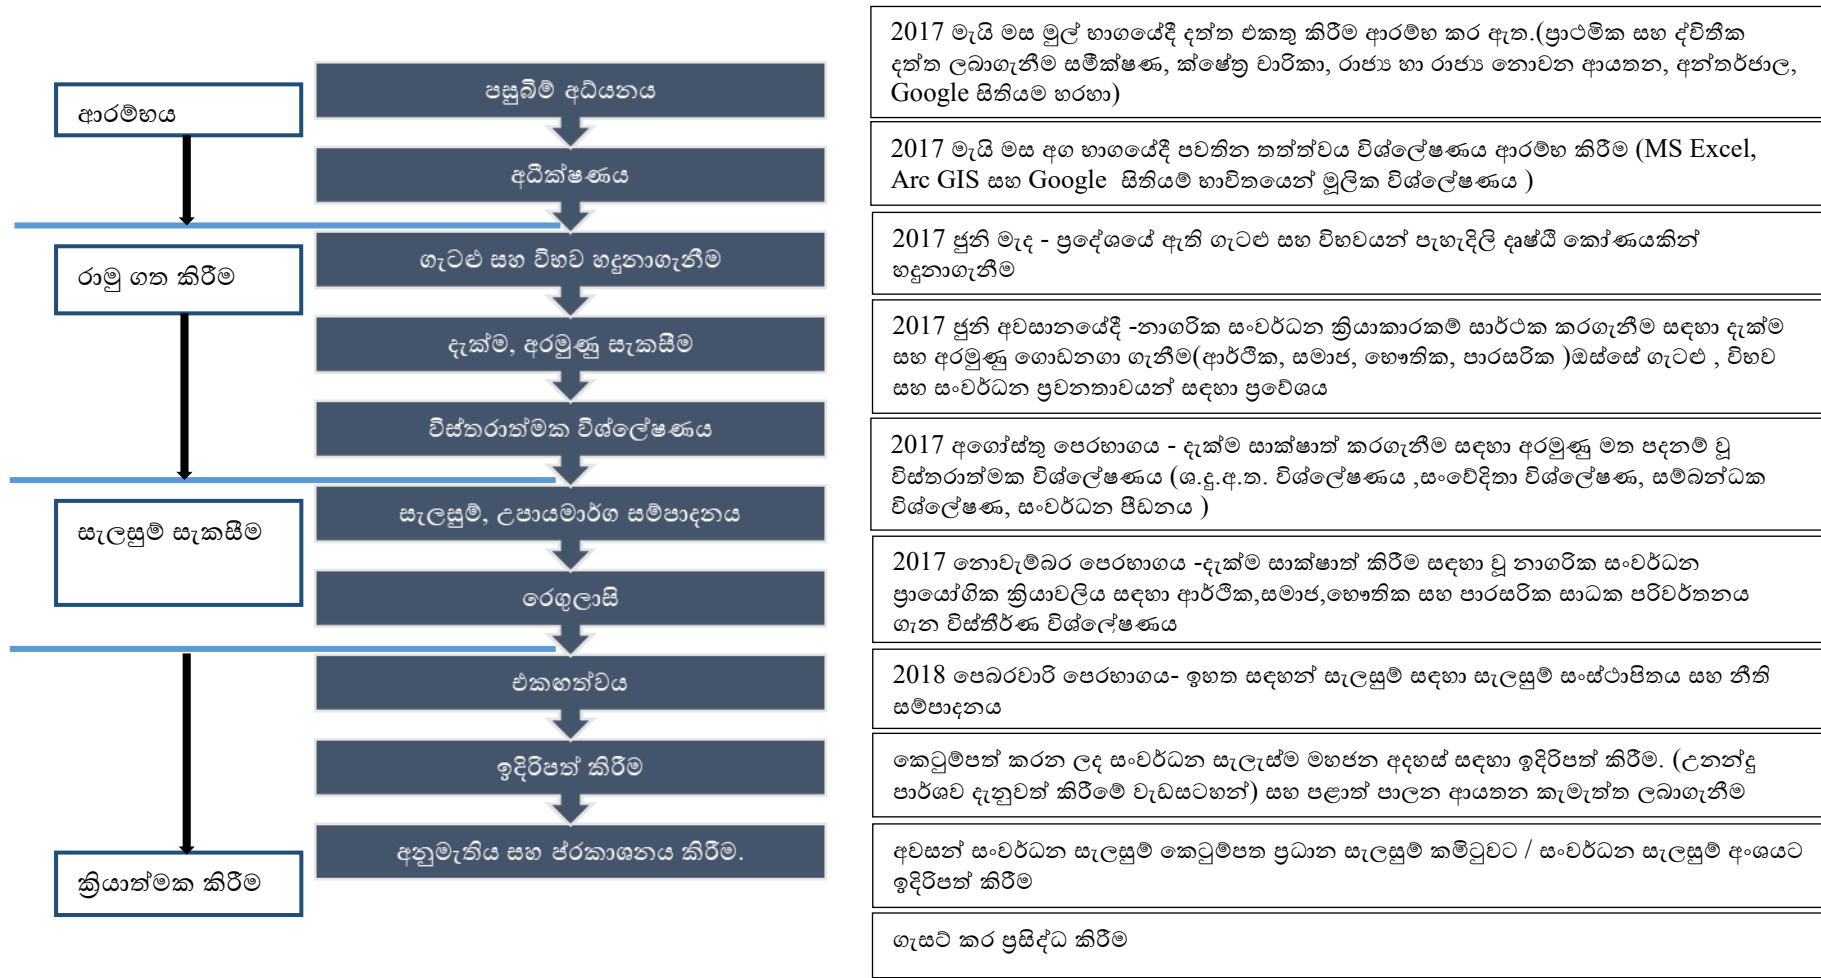 ආරම්භය
රාමු ගත කිරීම
සැලසුම් සැකසීම
ක්‍රියාත්මක කිරීම
පසුබිම් අධ්යනය
අධීක්ෂණය
ගැටළු සහ විභව හදුනාගැනීම
දැක්ම, අරමුණු සැකසීම
විස්තරාත්මක විශ්ලේෂණය
සැලසුම්, උපායමාර්ග සම්පාදනය
රෙගුලාසි
එකඟත්වය
ඉදිරිපත් කිරීම
අනුමැතිය සහ ප්රකාශනය කිරීම.
2017 මැයි මස මුල් භාගයේදී දත්ත එකතු කිරීම ආරම්භ කර ඇත.(ප්‍රාථමික සහ ද්විතීක
දත්ත ලබාගැනීම සමීක්ෂණ, ක්ෂේත්‍ර චාරිකා, රාජ්‍ය හා රාජ්‍ය නොවන ආයතන, අන්තර්ජාල,
Google සිතියම හරහා)
2017 මැයි මස අග භාගයේදී පවතින තත්ත්වය විශ්ලේෂණය ආරම්භ කිරීම (MS Excel,
Arc GIS සහ Google සිතියම් භාවිතයෙන් මූලික විශ්ලේෂණය )
2017 ජුනි මැද - ප්‍රදේශයේ ඇති ගැටළු සහ විභවයන් පැහැදිලි දෘෂ්ඨි කෝණයකින්
හඳුනාගැනීම
2017 ජුනි අවසානයේදී -නාගරික සංවර්ධන ක්‍රියාකාරකම් සාර්ථක කරගැනීම සඳහා දැක්ම
සහ අරමුණු ගොඩනගා ගැනීම(ආර්ථික, සමාජ, භෞතික, පාරසරික )ඔස්සේ ගැටළු , විභව
සහ සංවර්ධන ප්‍රවනතාවයන් සඳහා ප්‍රවේශය
2017 අගෝස්තු පෙරභාගය - දැක්ම සාක්ෂාත් කරගැනීම සඳහා අරමුණු මත පදනම් වූ
විස්තරාත්මක විශ්ලේෂණය (ශ.දු.අ.ත. විශ්ලේෂණය ,සංවේදිතා විශ්ලේෂණ, සම්බන්ධක
විශ්ලේෂණ, සංවර්ධන පීඩනය )
2017 නොවැම්බර පෙරභාගය -දැක්ම සාක්ෂාත් කිරීම සඳහා වූ නාගරික සංවර්ධන
ප්‍රායෝගික ක්‍රියාවලිය සඳහා ආර්ථික,සමාජ,භෞතික සහ පාරසරික සාධක පරිවර්තනය
ගැන විස්තීර්ණ විශ්ලේෂණය
2018 පෙබරවාරි පෙරභාගය- ඉහත සඳහන් සැලසුම් සඳහා සැලසුම් සංස්ථාපිතය සහ නීති
සම්පාදනය
කෙටුම්පත් කරන ලද සංවර්ධන සැලැස්ම මහජන අදහස් සඳහා ඉදිරිපත් කිරීම. (උනන්දු
පාර්ශව දැනුවත් කිරීමේ වැඩසටහන්) සහ පළාත් පාලන ආයතන කැමැත්ත ලබාගැනීම
අවසන් සංවර්ධන සැලසුම් කෙටුම්පත ප්‍රධාන සැලසුම් කමිටුවට / සංවර්ධන සැලසුම් අංශයට
ඉදිරිපත් කිරීම
ගැසට් කර ප්‍රසිද්ධ කිරීම